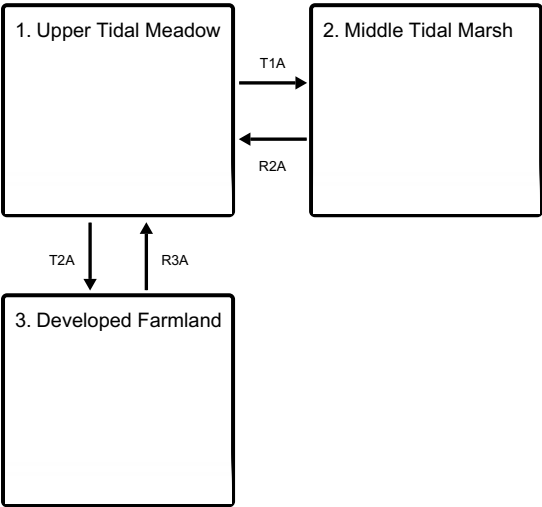 1. Upper Tidal Meadow
2. Middle Tidal Marsh
T1A
R2A
T2A
R3A
3. Developed Farmland